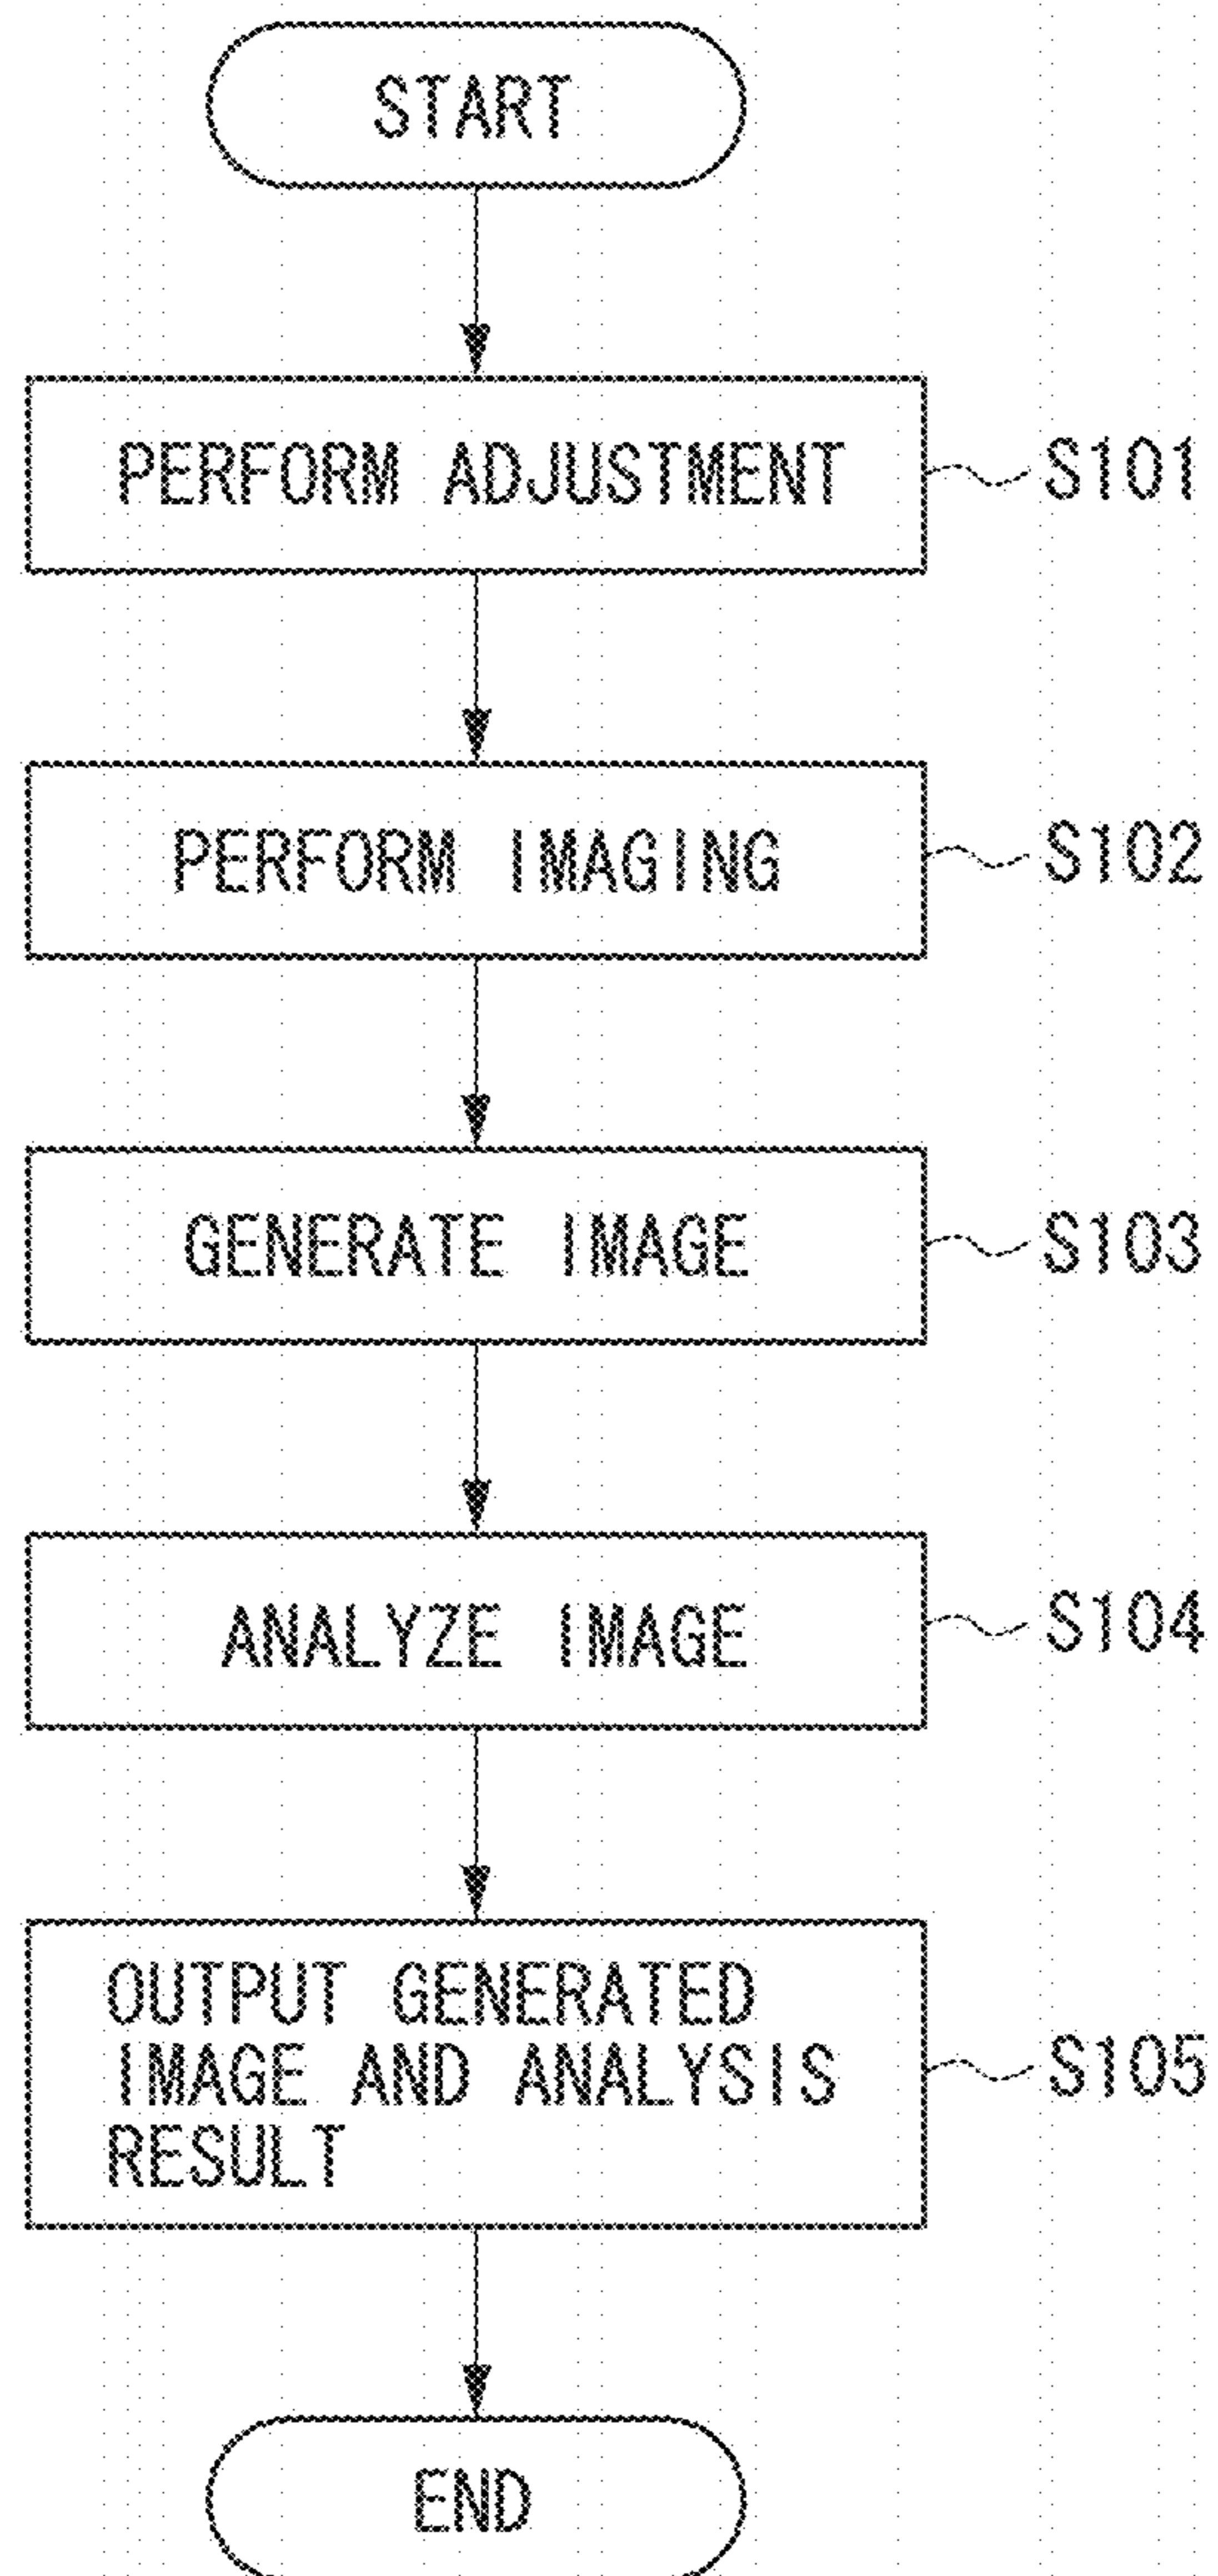 START
PERFORM ADJUSTMENT
S101
PERFORM IMAGING
S102
GENERATE IMAGE
S103
ANALYZE IMAGE
S104
OUTPUT GENERATED
IMAGE AND ANALYSIS
RESULT
S105
END